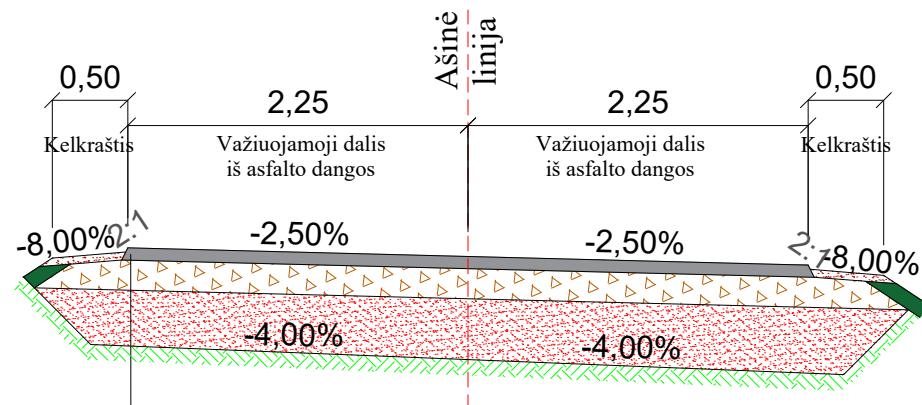 Ašinė
linija
0,50
2,25
2,25
0,50
Kelkraštis
Važiuojamoji dalis
iš asfalto dangos
Važiuojamoji dalis
iš asfalto dangos
Kelkraštis
-8,00%
2:1
-2,50%
-2,50%
2:1
-8,00%
-4,00%
-4,00%